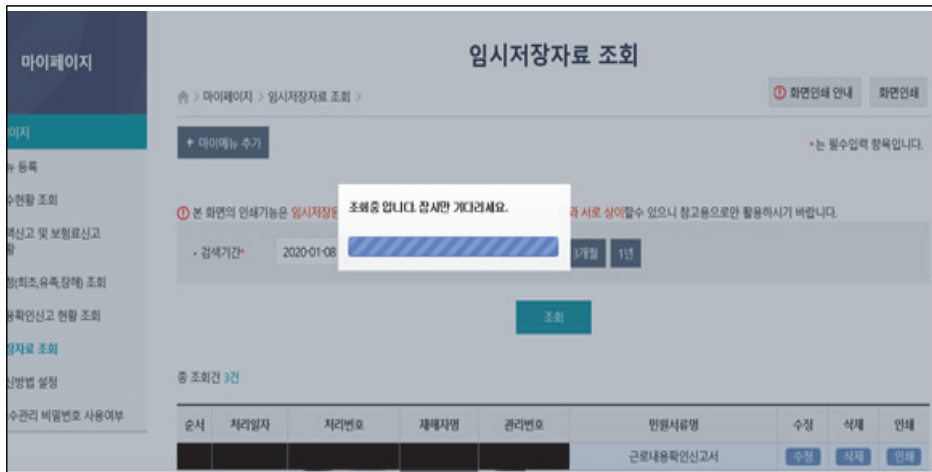 임시저장자료 조회
마이페이지
> 마이페이지 > 임시저장자료 조회 >
화면인쇄 안내
화면인쇄
이지
+ 마이메뉴 추가
*는 필수입력 항목입니다.
뉴 등록
수현황 조회
조회중 입니다. 잠시만 기다리세요.
본 화면의 인쇄기능은 임시저장된
과 서로 상이할수 있으니 참고용으로만 활용하시기 바랍니다.
액신고 및 보험료신고
황
• 검색기간*
2020-01-08
3개월
1년
청(최초,유족,장해) 조회
용확인신고 현황 조회
조회
장자료 조회
신방법 설정
총 조회건 3건
수관리 비밀번호 사용여부
순서 처리일자 처리번호 재해자명 관리번호 민원서류명 수정 삭제 인쇄
근로내용확인신고서 수정 삭제 인쇄